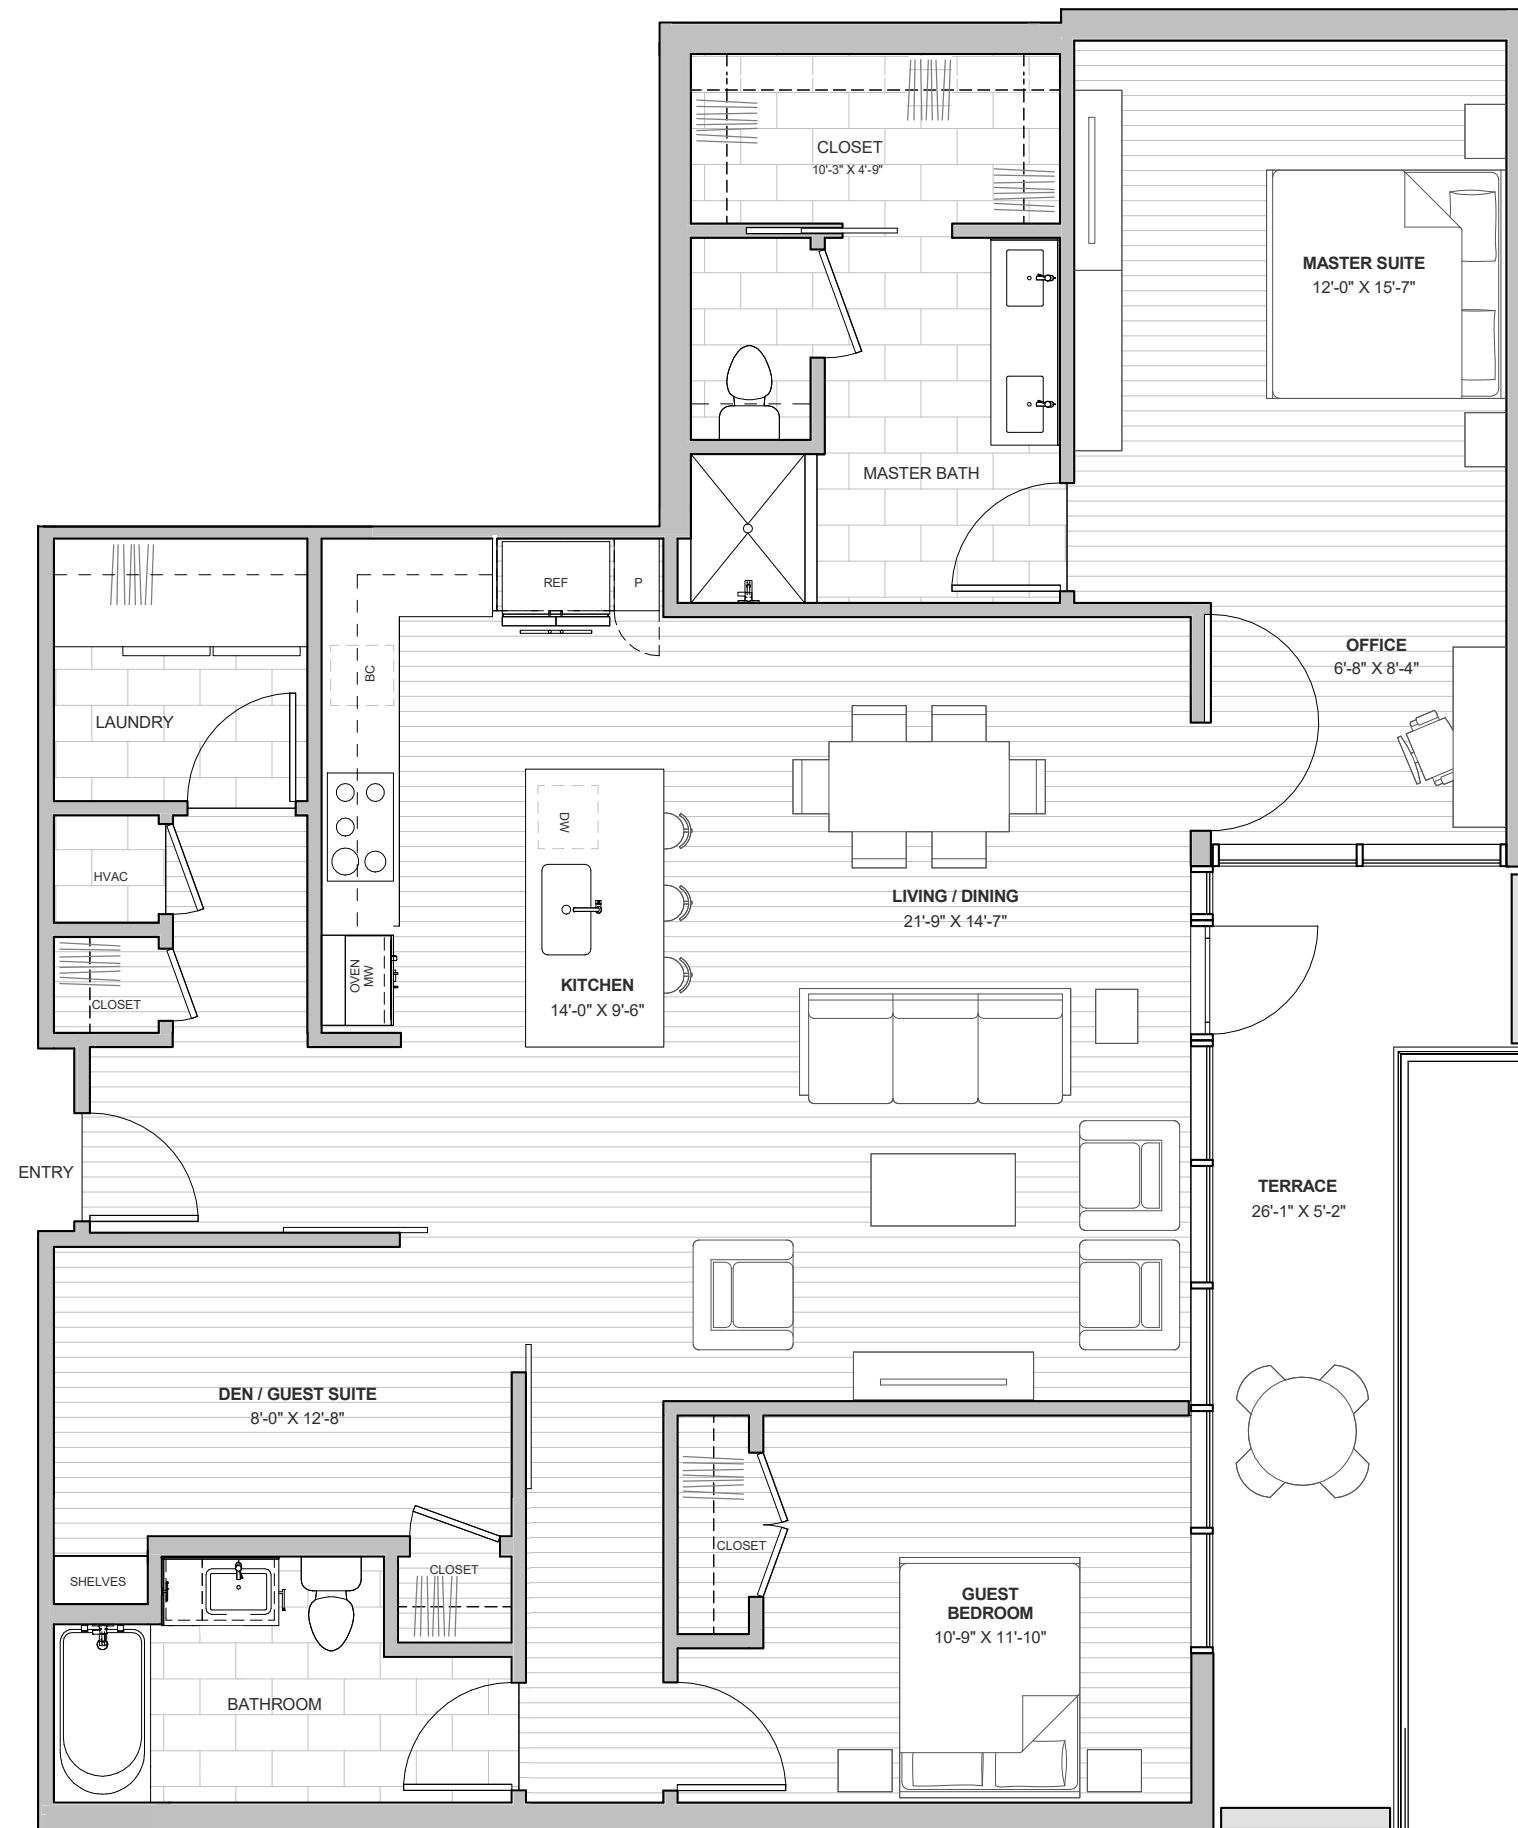 CLOSET
10'-3" X 4'-9"
MASTER SUITE
12'-0" X 15'-7"
MASTER BATH
REF
P
BC
OFFICE
6'-8" X 8'-4"
LAUNDRY
DW
HVAC
LIVING / DINING
21'-9" X 14'-7"
OVEN
MW
KITCHEN
14'-0" X 9'-6"
CLOSET
ENTRY
TERRACE
26'-1" X 5'-2"
DEN / GUEST SUITE
8'-0" X 12'-8"
CLOSET
CLOSET
SHELVES
GUEST
BEDROOM
10'-9" X 11'-10"
BATHROOM